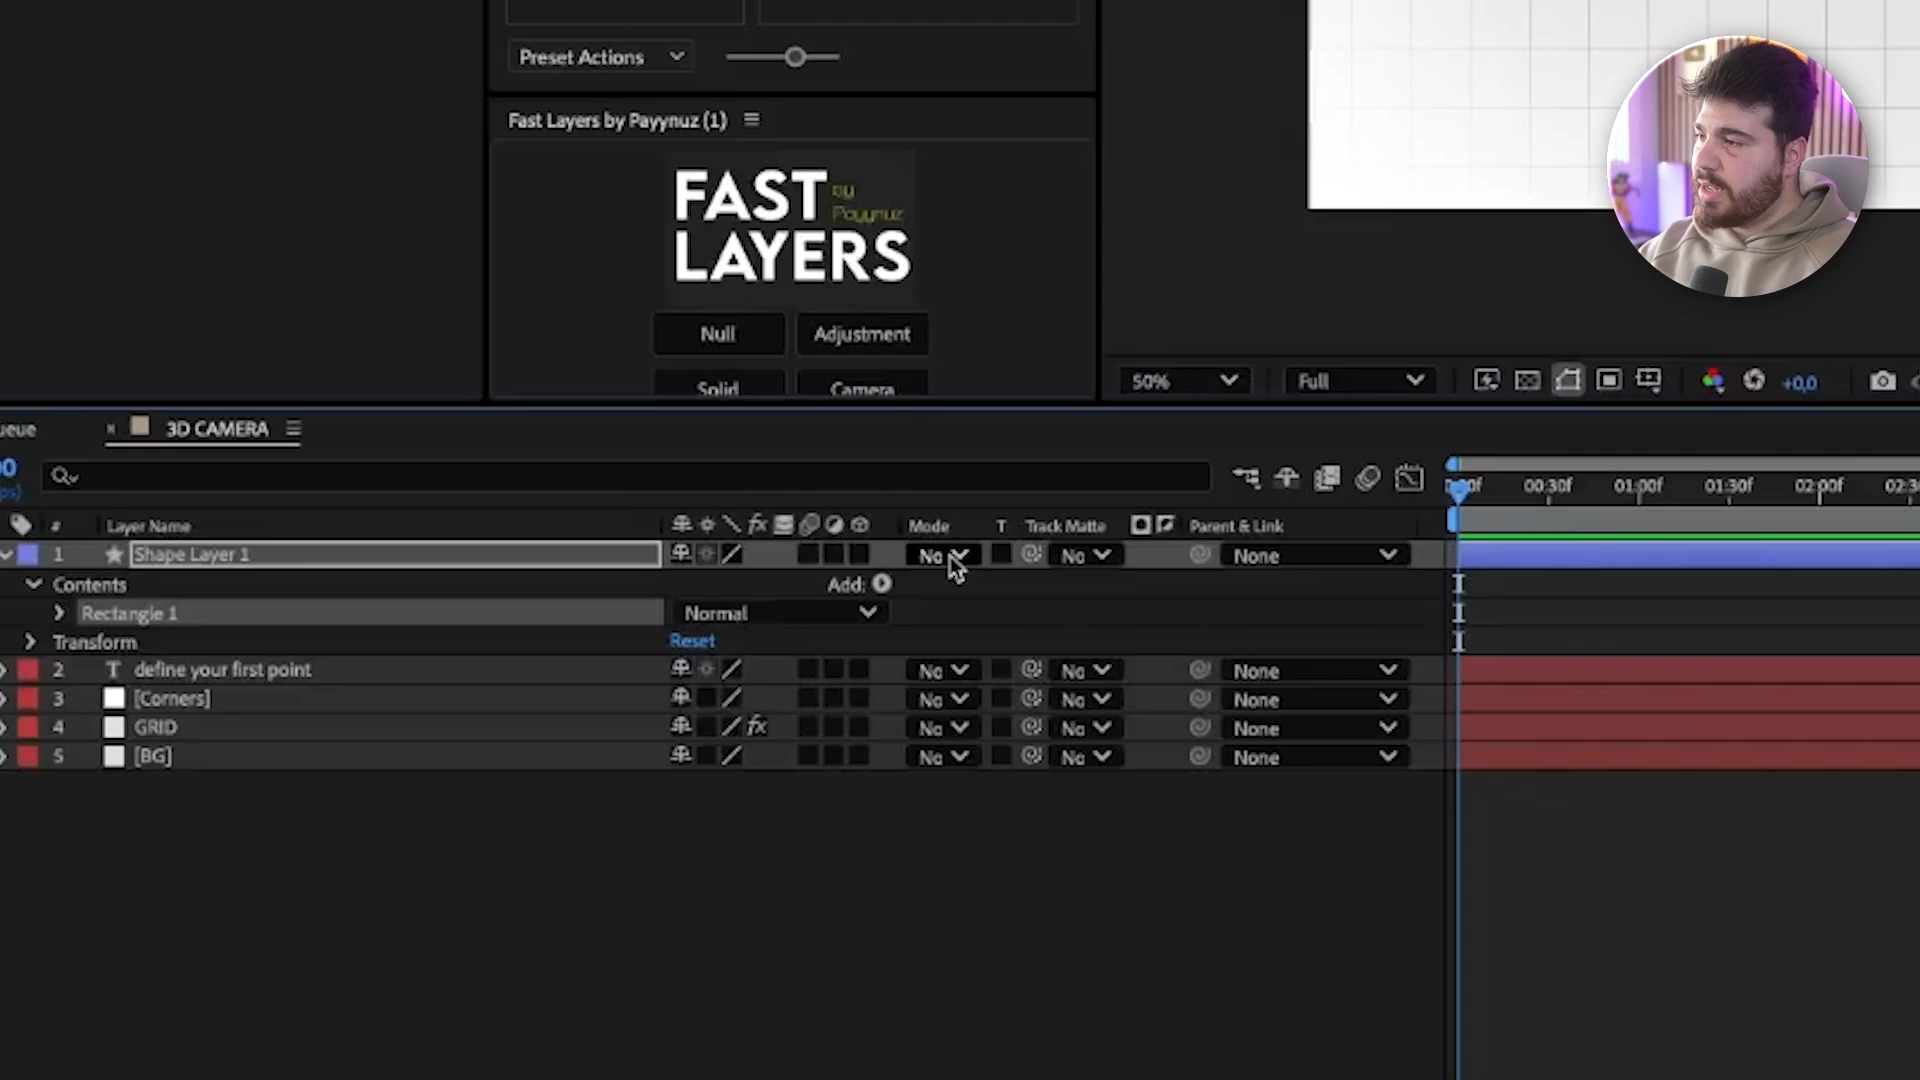 Preset Actions
Fast Layers by Payynuz (1)
FAST by
Payynuz
LAYERS
Null Adjustment
Solid Camera
50% Full +0,0
3D CAMERA
Layer Name Mode T Track Matte Parent & Link
00:30f 01:00f 01:30f 02:00f
1 Shape Layer 1 No No None
Contents Add:
Rectangle 1 Normal
Transform Reset
2 T define your first point No No None
3 [Corners] No No None
4 GRID fx No No None
5 [BG] No No None